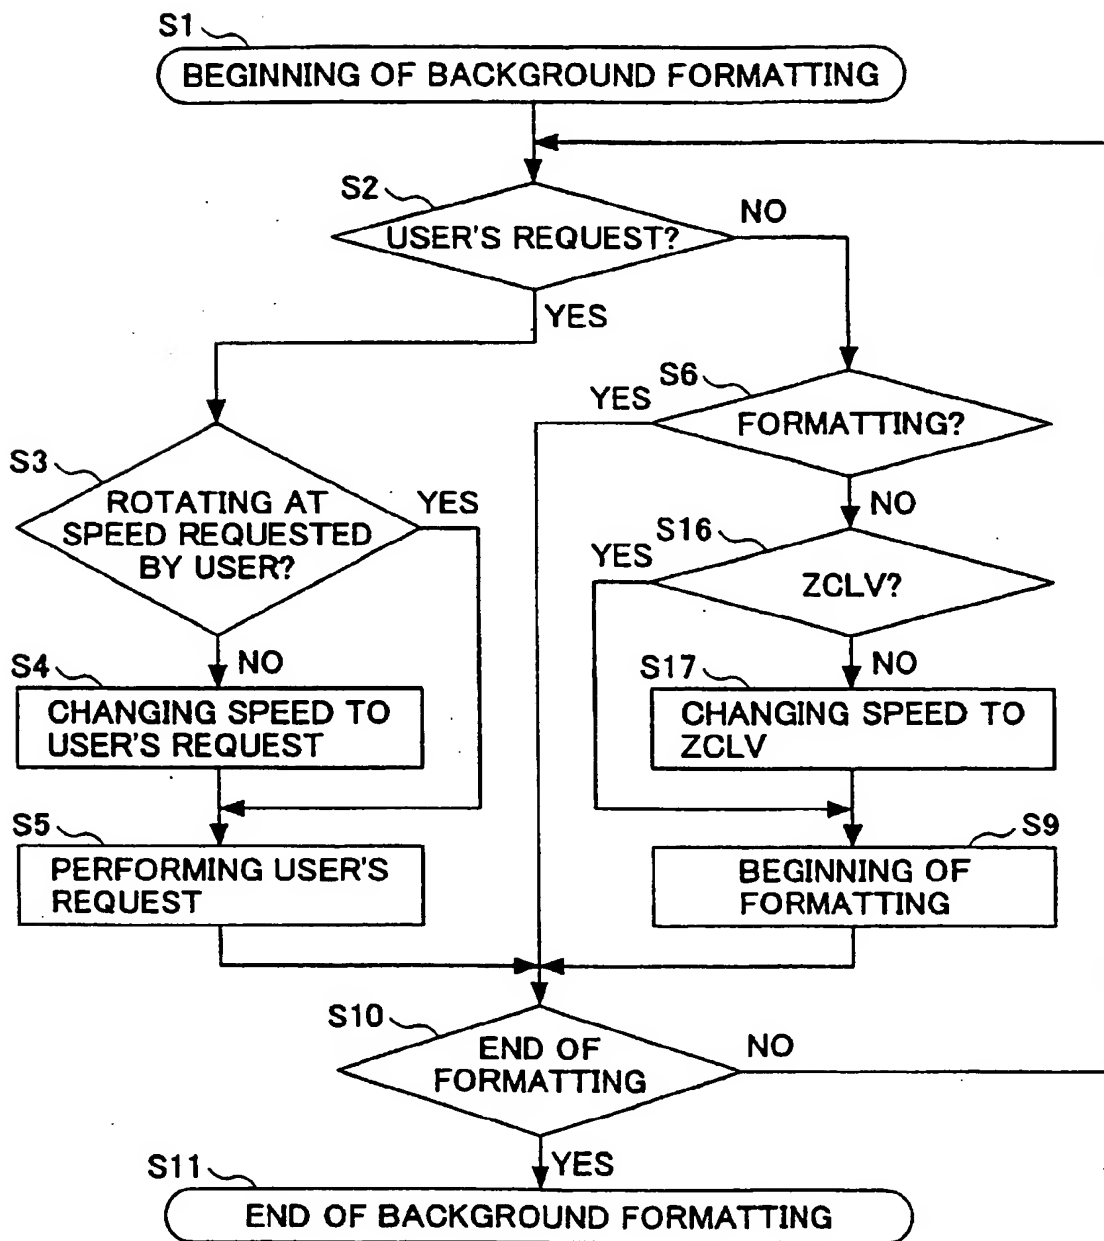 S1
BEGINNING OF BACKGROUND FORMATTING
S2
USER'S REQUEST?
NO
YES
S3
ROTATING AT
SPEED REQUESTED
BY USER?
YES
NO
S4
CHANGING SPEED TO
USER'S REQUEST
S5
PERFORMING USER'S
REQUEST
S6
YES
FORMATTING?
NO
S16
YES
ZCLV?
NO
S17
CHANGING SPEED TO
ZCLV
S9
BEGINNING OF
FORMATTING
S10
END OF
FORMATTING
NO
YES
S11
END OF BACKGROUND FORMATTING